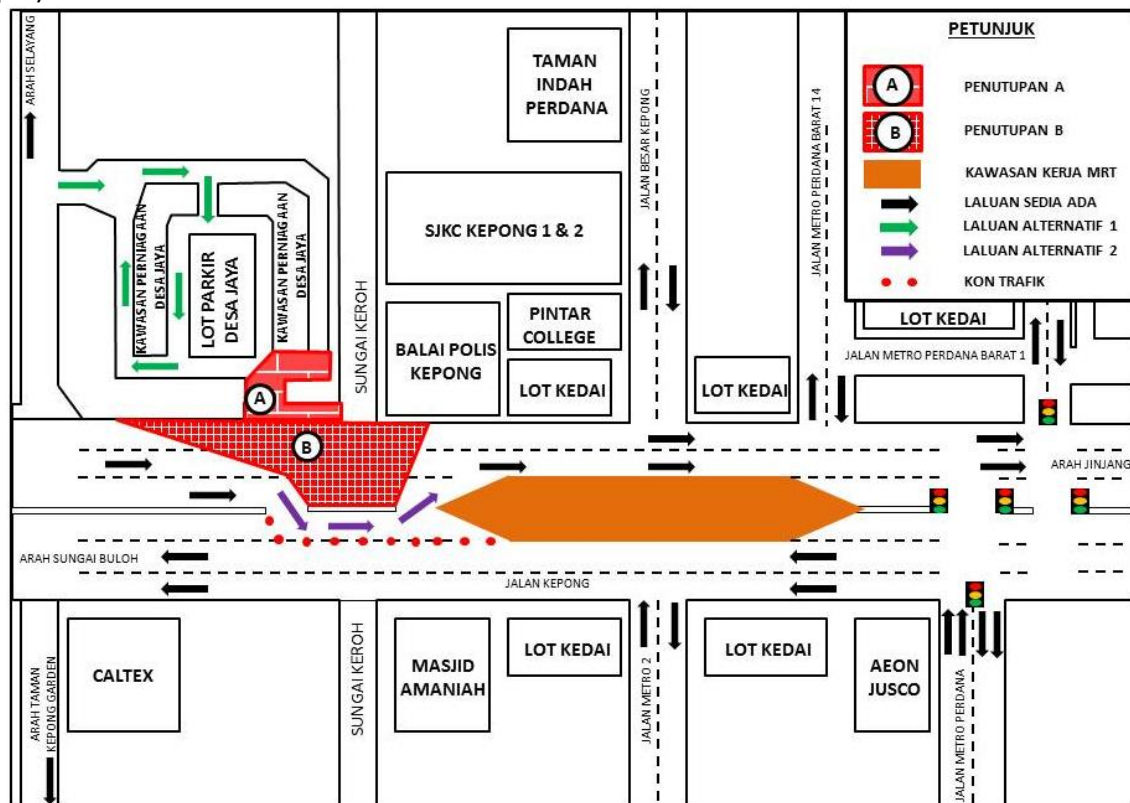 PETUNJUK
A
PENUTUPAN A
B
PENUTUPAN B
KAWASAN KERJA MRT
LALUAN SEDIA ADA
LALUAN ALTERNATIF 1
LALUAN ALTERNATIF 2
KON TRAFIK
ARAH SELAYANG
TAMAN
INDAH
PERDANA
JALAN BESAR KEPONG
JALAN METRO PERDANA BARAT 14
KAWASAN PERNIAGAAN
DESA JAYA
LOT PARKIR
DESA JAYA
KAWASAN PERNIAGAAN
DESA JAYA
SUNGAI KEROH
SJKC KEPONG 1 & 2
BALAI POLIS
KEPONG
PINTAR
COLLEGE
LOT KEDAI
LOT KEDAI
LOT KEDAI
JALAN METRO PERDANA BARAT 1
A
B
ARAH JINJANG
ARAH SUNGAI BULOH
JALAN KEPONG
ARAH TAMAN
KEPONG GARDEN
CALTEX
SUNGAI KEROH
MASJID
AMANIAH
LOT KEDAI
JALAN METRO 2
LOT KEDAI
AEON
JUSCO
JALAN METRO PERDANA